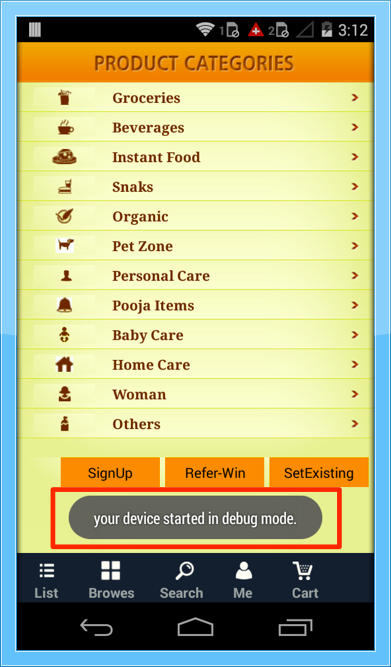 1 2 3:12
PRODUCT CATEGORIES
Groceries
Beverages
Instant Food
Snaks
Organic
Pet Zone
Personal Care
Pooja Items
Baby Care
Home Care
Woman
Others
SignUp Refer-Win SetExisting
your device started in debug mode.
List Browes Search Me Cart